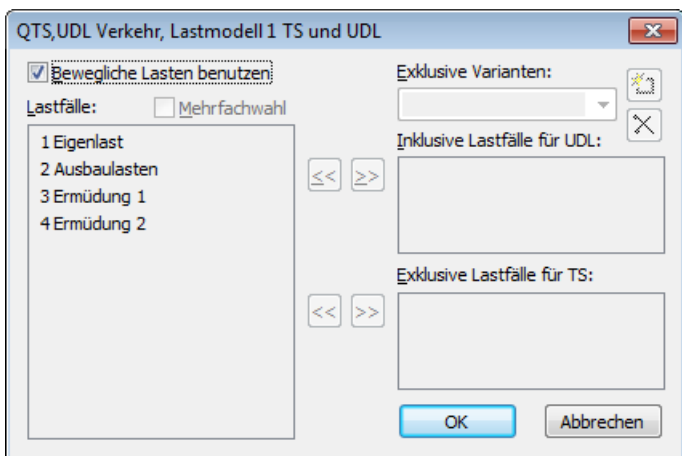 QTS,UDL Verkehr, Lastmodell 1 TS und UDL
Bewegliche Lasten benutzen
Lastfälle:
Mehrfachwahl
1 Eigenlast
2 Ausbaulasten
3 Ermüdung 1
4 Ermüdung 2
<< >>
<< >>
Exklusive Varianten:
Inklusive Lastfälle für UDL:
Exklusive Lastfälle für TS:
OK
Abbrechen